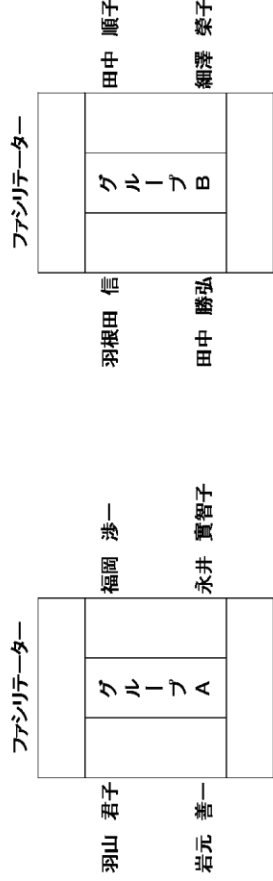 ファシリテーター
羽山 君子
福岡 渉一
グループA
岩元 善一
永井 寶智子
ファシリテーター
羽根田 信
田中 順子
グループB
田中 勝弘
細澤 榮子